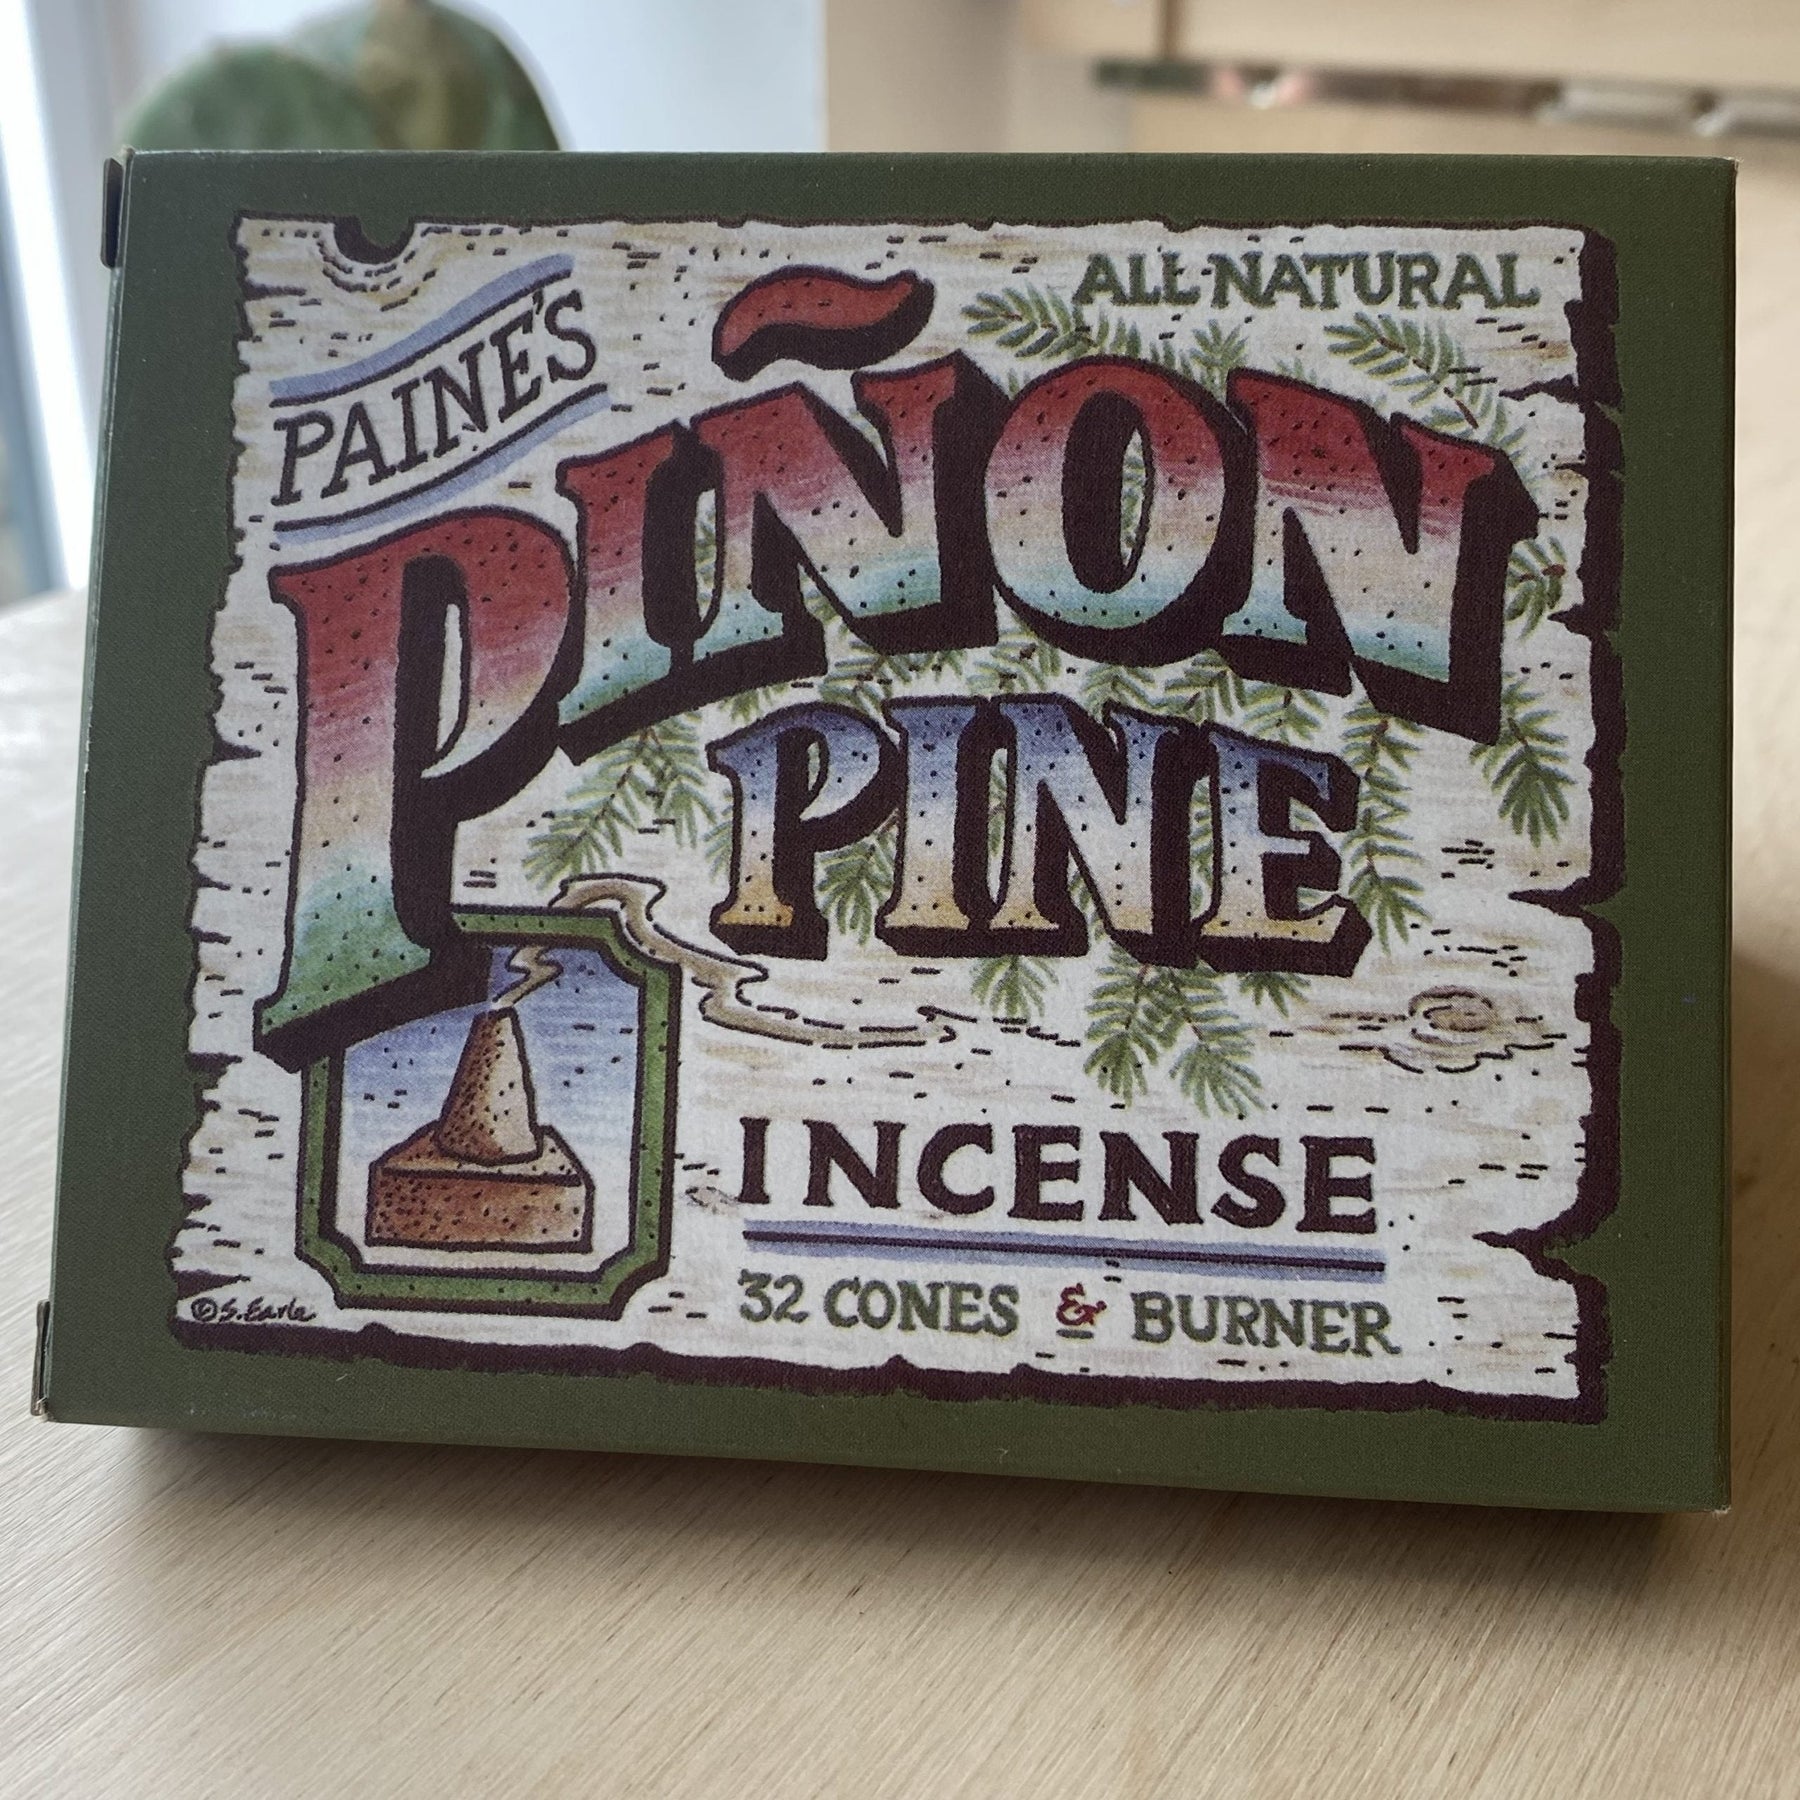 PAINE'S
ALL·NATURAL
PIÑON
PINE
INCENSE
32 CONES & BURNER
© S. Earle